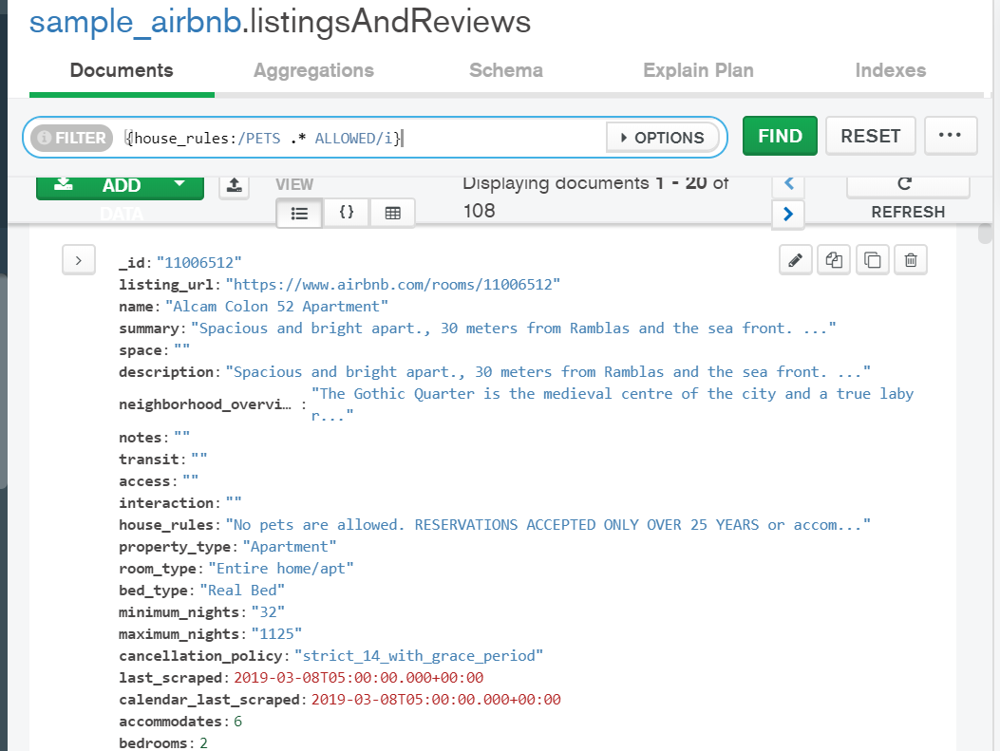 sample_airbnb.listingsAndReviews
Documents Aggregations Schema Explain Plan Indexes
FILTER {house_rules:/PETS .* ALLOWED/i} OPTIONS FIND RESET ...
ADD DATA VIEW Displaying documents 1 - 20 of 108 REFRESH
_id: "11006512"
listing_url: "https://www.airbnb.com/rooms/11006512"
name: "Alcam Colon 52 Apartment"
summary: "Spacious and bright apart., 30 meters from Ramblas and the sea front. ..."
space: ""
description: "Spacious and bright apart., 30 meters from Ramblas and the sea front. ..."
neighborhood_overvi… : "The Gothic Quarter is the medieval centre of the city and a true laby
r..."
notes: ""
transit: ""
access: ""
interaction: ""
house_rules: "No pets are allowed. RESERVATIONS ACCEPTED ONLY OVER 25 YEARS or accom..."
property_type: "Apartment"
room_type: "Entire home/apt"
bed_type: "Real Bed"
minimum_nights: "32"
maximum_nights: "1125"
cancellation_policy: "strict_14_with_grace_period"
last_scraped: 2019-03-08T05:00:00.000+00:00
calendar_last_scraped: 2019-03-08T05:00:00.000+00:00
accommodates: 6
bedrooms: 2